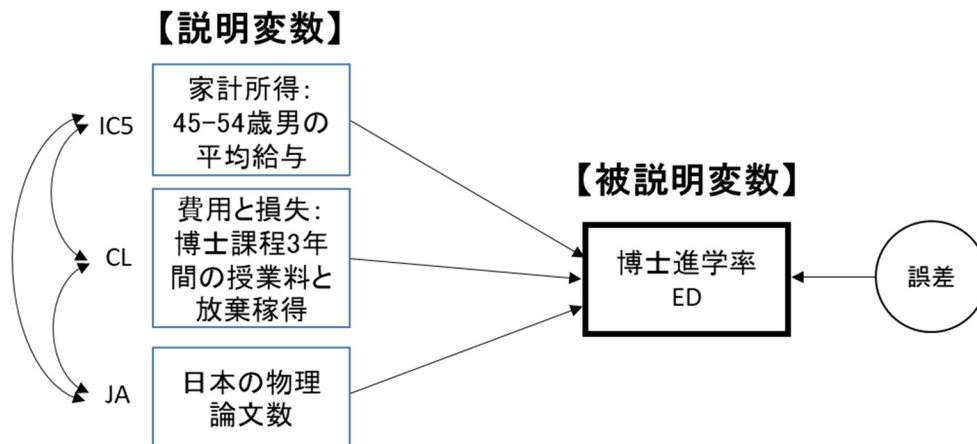 【説明変数】
IC5
家計所得：
45-54歳男の
平均給与
CL
費用と損失：
博士課程3年
間の授業料と
放棄稼得
JA
日本の物理
論文数
【被説明変数】
博士進学率
ED
誤差